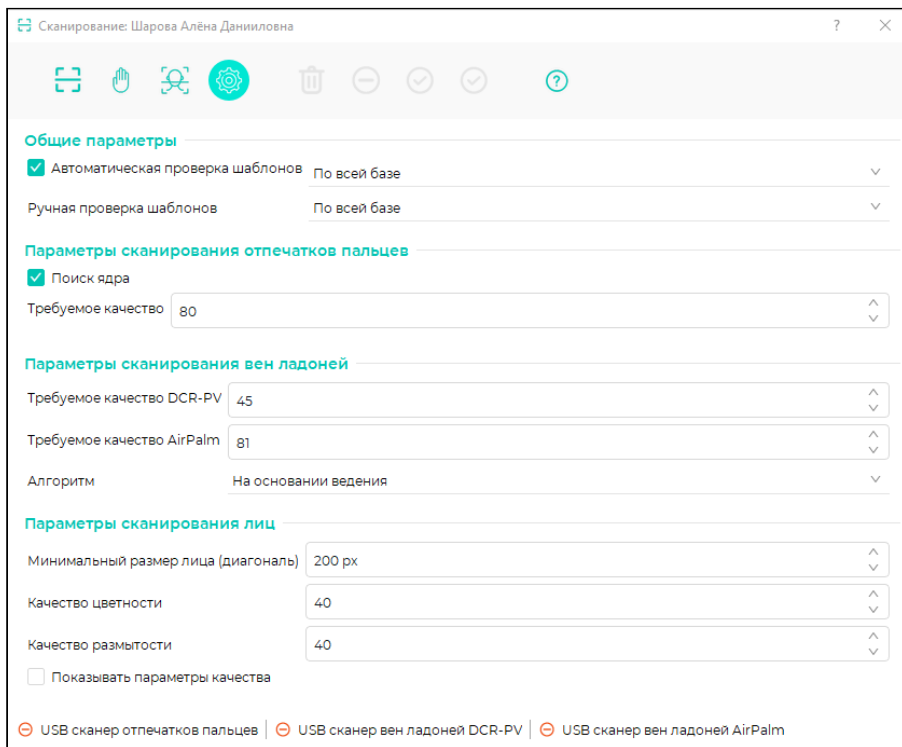 Сканирование: Шарова Алёна Данииловна ?
Общие параметры
Автоматическая проверка шаблонов По всей базе
Ручная проверка шаблонов По всей базе
Параметры сканирования отпечатков пальцев
Поиск ядра
Требуемое качество 80
Параметры сканирования вен ладоней
Требуемое качество DCR-PV 45
Требуемое качество AirPalm 81
Алгоритм На основании ведения
Параметры сканирования лиц
Минимальный размер лица (диагональ) 200 px
Качество цветности 40
Качество размытости 40
Показывать параметры качества
USB сканер отпечатков пальцев USB сканер вен ладоней DCR-PV USB сканер вен ладоней AirPalm